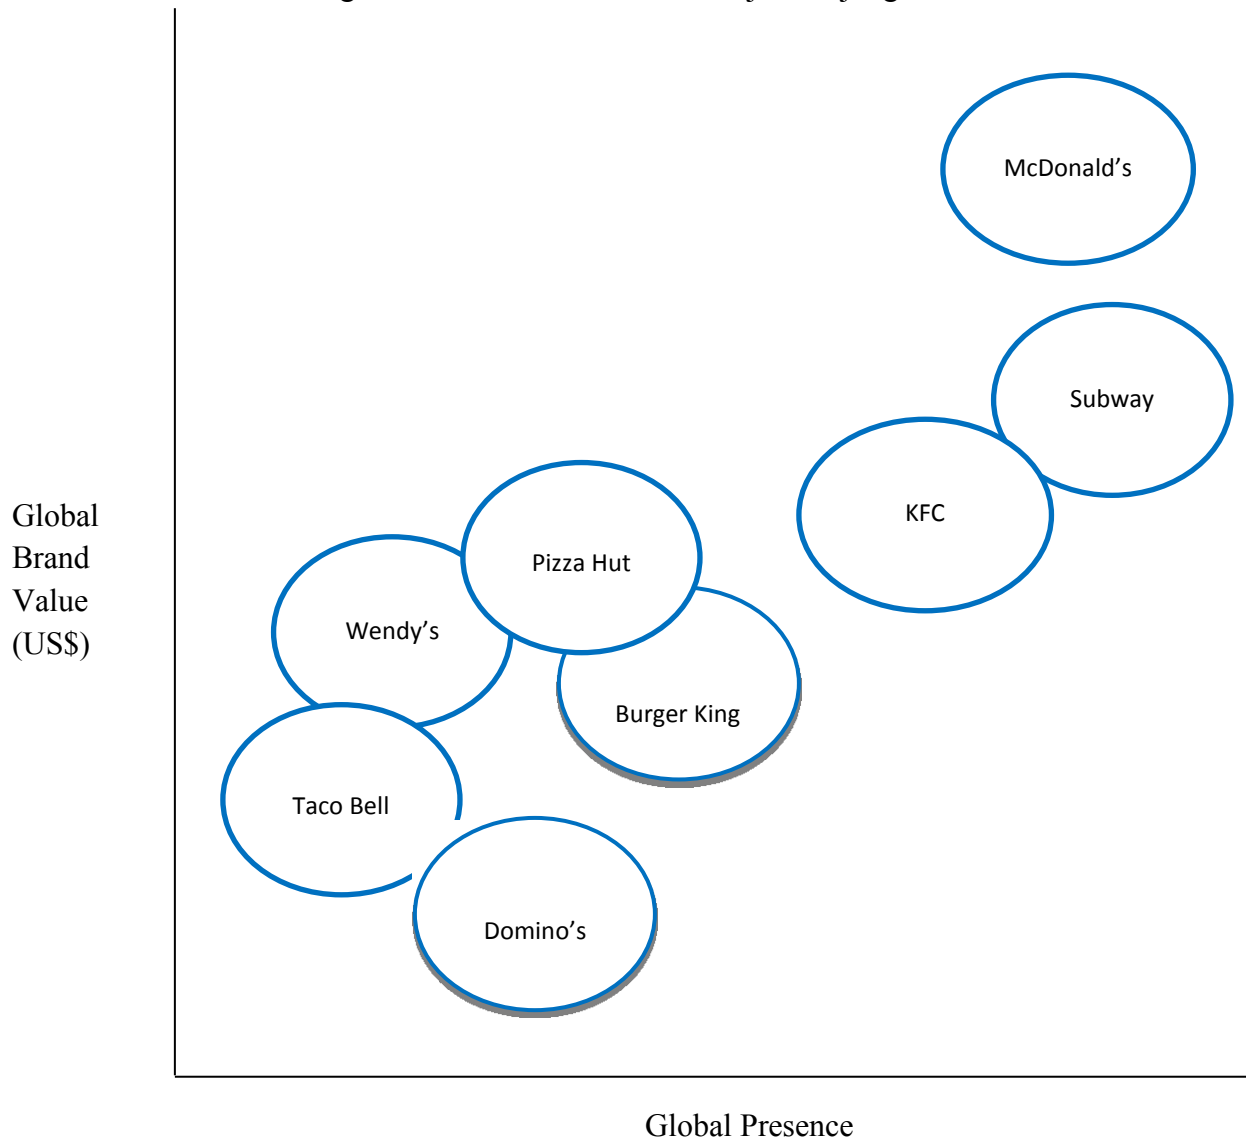 McDonald's
Subway
KFC
Global
Brand
Value
(US$)
Pizza Hut
Wendy's
Burger King
Taco Bell
Domino's
Global Presence